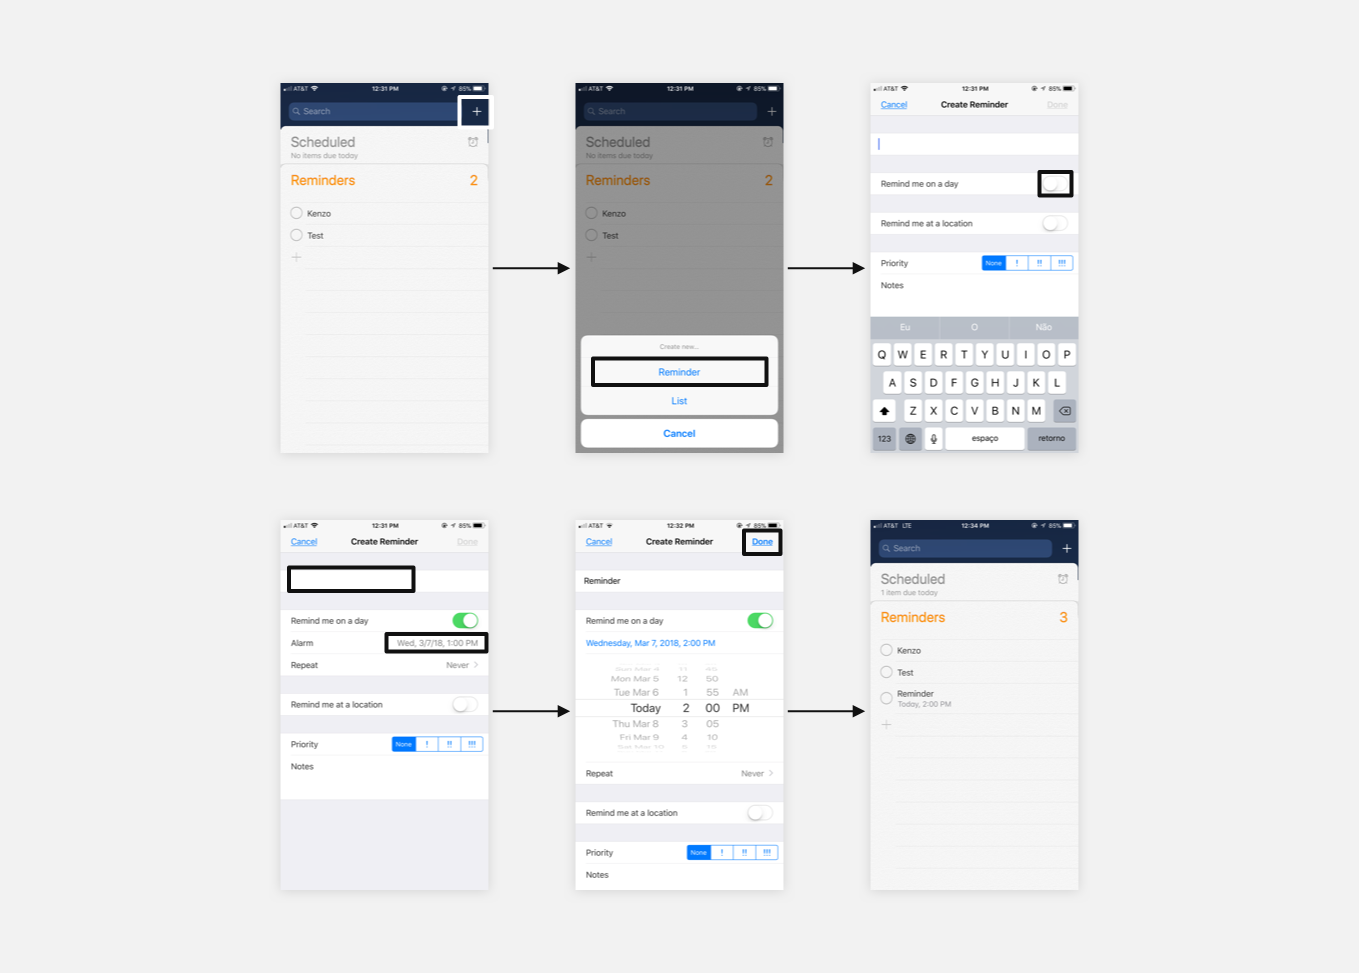 AT&T 12:31 PM 85%
Search +
Scheduled
No items due today
Reminders 2
Kenzo
Test
+
AT&T 12:31 PM 85%
Search +
Scheduled
No items due today
Reminders 2
Kenzo
Test
+
Create new...
Reminder
List
Cancel
AT&T 12:31 PM 85%
Cancel Create Reminder Done
Remind me on a day
Remind me at a location
Priority None ! !! !!!
Notes
Eu O Não
Q W E R T Y U I O P
A S D F G H J K L
Z X C V B N M
123 espaço retorno
AT&T 12:31 PM 85%
Cancel Create Reminder Done
Remind me on a day
Alarm Wed, 3/7/18, 1:00 PM
Repeat Never >
Remind me at a location
Priority None ! !! !!!
Notes
AT&T 12:32 PM 85%
Cancel Create Reminder Done
Reminder
Remind me on a day
Wednesday, Mar 7, 2018, 2:00 PM
Sun Mar 4 11 45
Mon Mar 5 12 50
Tue Mar 6 1 55 AM
Today 2 00 PM
Thu Mar 8 3 05
Fri Mar 9 4 10
Sat Mar 10 5 15
Repeat Never >
Remind me at a location
Priority None ! !! !!!
Notes
AT&T LTE 12:34 PM 85%
Search +
Scheduled
1 item due today
Reminders 3
Kenzo
Test
Reminder
Today, 2:00 PM
+